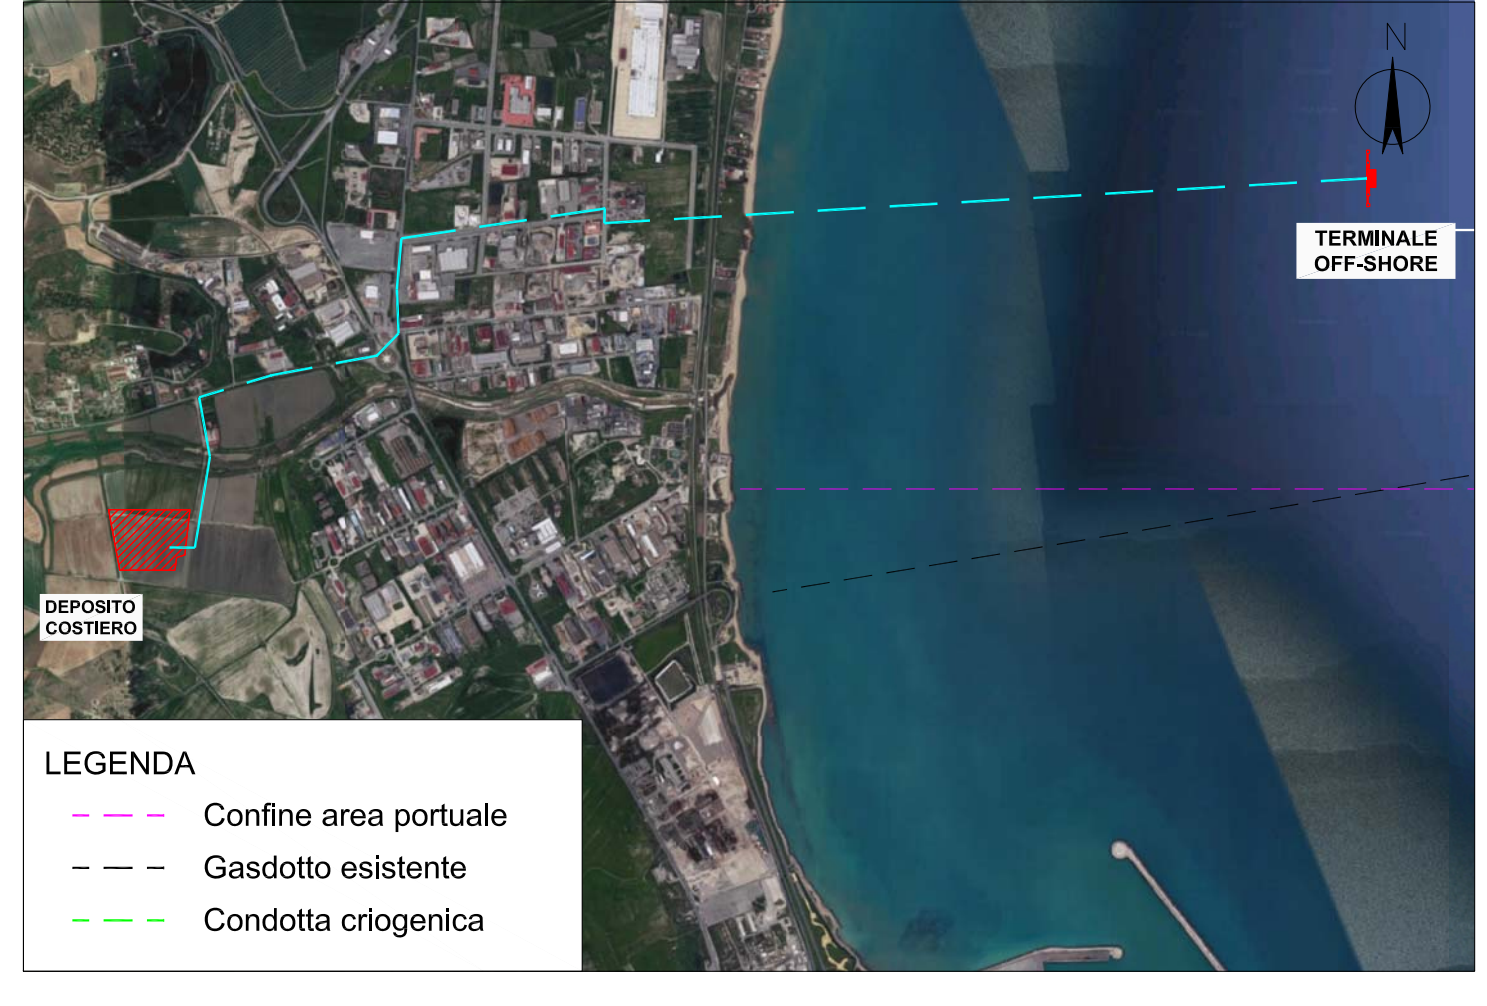 N
TERMINALE
OFF-SHORE
DEPOSITO
COSTIERO
LEGENDA
Confine area portuale
Gasdotto esistente
Condotta criogenica